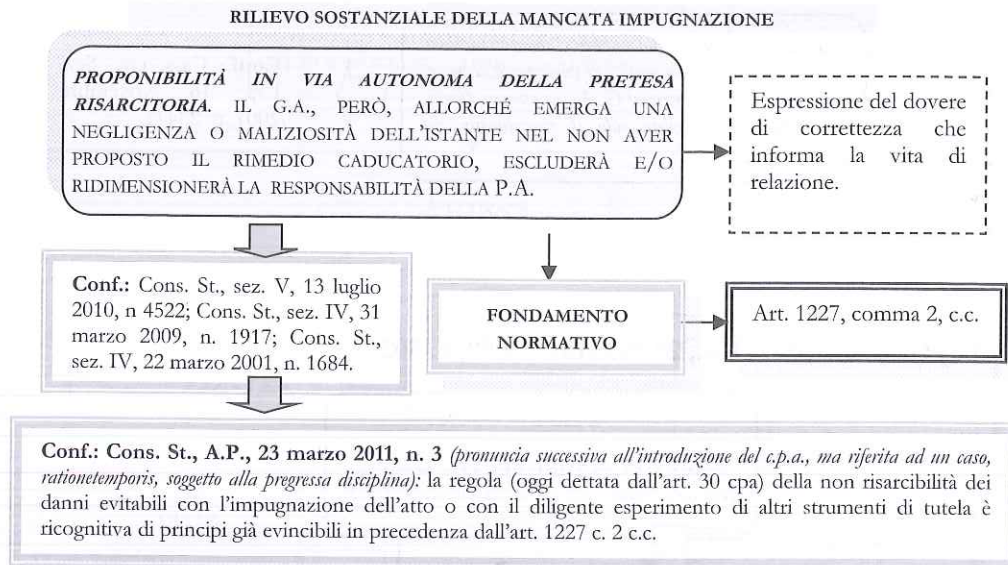 RILIEVO SOSTANZIALE DELLA MANCATA IMPUGNAZIONE
PROPONIBILITÀ IN VIA AUTONOMA DELLA PRETESA
RISARCITORIA. IL G.A., PERÒ, ALLORCHÉ EMERGA UNA
NEGLIGENZA O MALIZIOSITÀ DELL'ISTANTE NEL NON AVER
PROPOSTO IL RIMEDIO CADUCATORIO, ESCLUDERÀ E/O
RIDIMENSIONERÀ LA RESPONSABILITÀ DELLA P.A.
Espressione del dovere
di correttezza che
informa la vita di
relazione.
Conf.: Cons. St., sez. V, 13 luglio
2010, n 4522; Cons. St., sez. IV, 31
marzo 2009, n. 1917; Cons. St.,
sez. IV, 22 marzo 2001, n. 1684.
FONDAMENTO
NORMATIVO
Art. 1227, comma 2, c.c.
Conf.: Cons. St., A.P., 23 marzo 2011, n. 3 (pronuncia successiva all'introduzione del c.p.a., ma riferita ad un caso,
rationetemporis, soggetto alla pregressa disciplina): la regola (oggi dettata dall'art. 30 cpa) della non risarcibilità dei
danni evitabili con l'impugnazione dell'atto o con il diligente esperimento di altri strumenti di tutela è
ricognitiva di principi già evincibili in precedenza dall'art. 1227 c. 2 c.c.